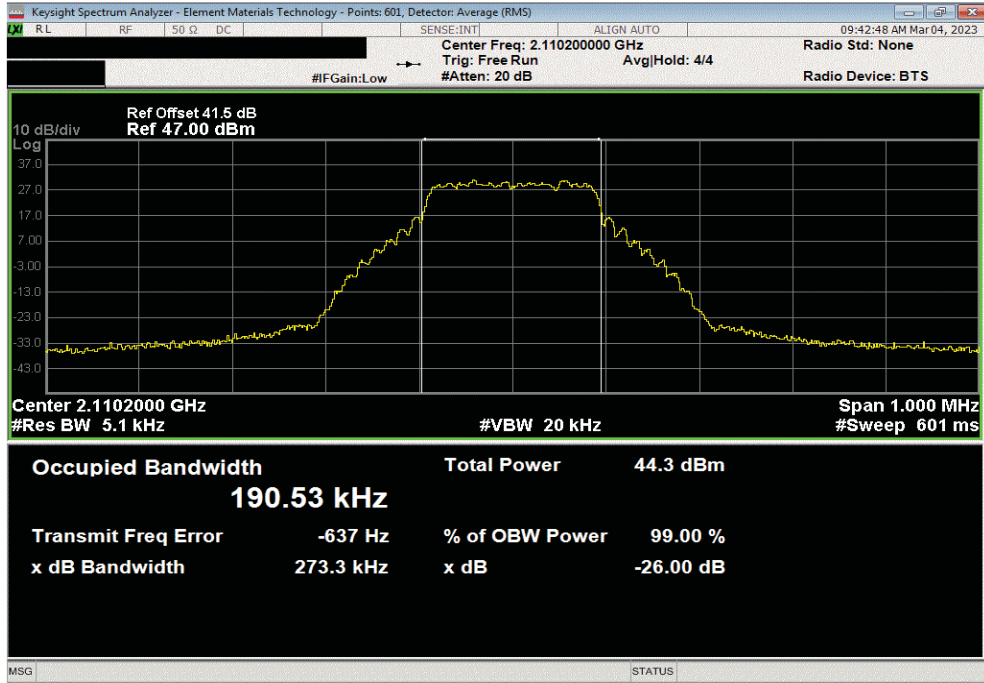 Keysight Spectrum Analyzer - Element Materials Technology - Points: 601, Detector: Average (RMS)
LXI RL RF 50 Ω DC SENSE:INT ALIGN AUTO 09:42:48 AM Mar 04, 2023
Center Freq: 2.110200000 GHz Radio Std: None
Trig: Free Run Avg|Hold: 4/4
#IFGain:Low #Atten: 20 dB Radio Device: BTS
Ref Offset 41.5 dB
10 dB/div Ref 47.00 dBm
Log
37.0
27.0
17.0
7.00
-3.00
-13.0
-23.0
-33.0
-43.0
Center 2.1102000 GHz Span 1.000 MHz
#Res BW 5.1 kHz #VBW 20 kHz #Sweep 601 ms
Occupied Bandwidth Total Power 44.3 dBm
190.53 kHz
Transmit Freq Error -637 Hz % of OBW Power 99.00 %
x dB Bandwidth 273.3 kHz x dB -26.00 dB
MSG STATUS